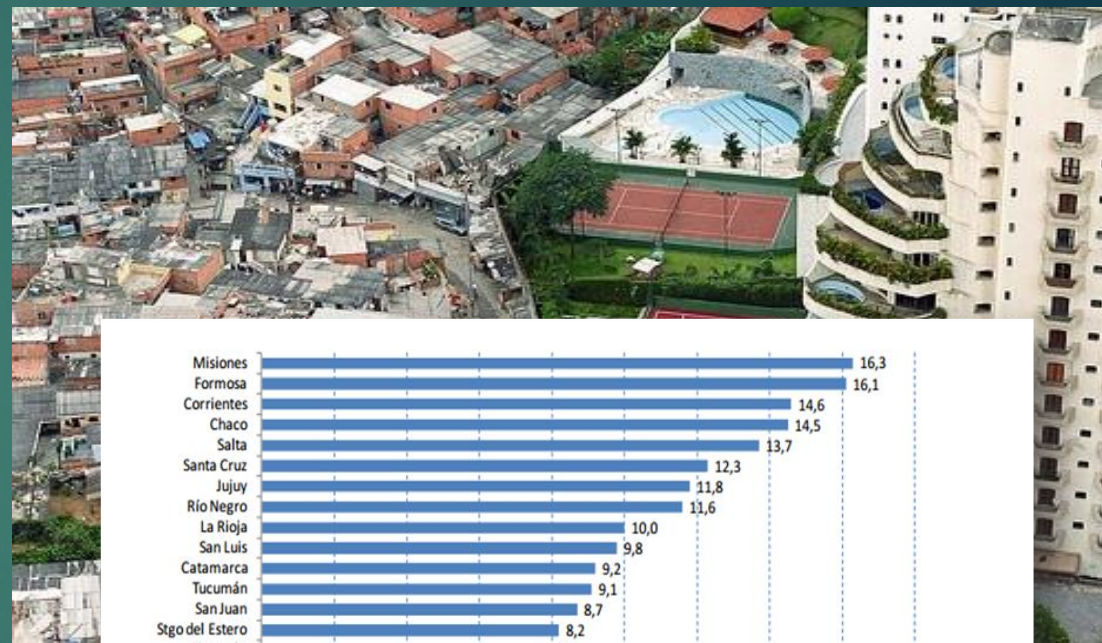 Misiones 16,3
Formosa 16,1
Corrientes 14,6
Chaco 14,5
Salta 13,7
Santa Cruz 12,3
Jujuy 11,8
Río Negro 11,6
La Rioja 10,0
San Luis 9,8
Catamarca 9,2
Tucumán 9,1
San Juan 8,7
Stgo del Estero 8,2